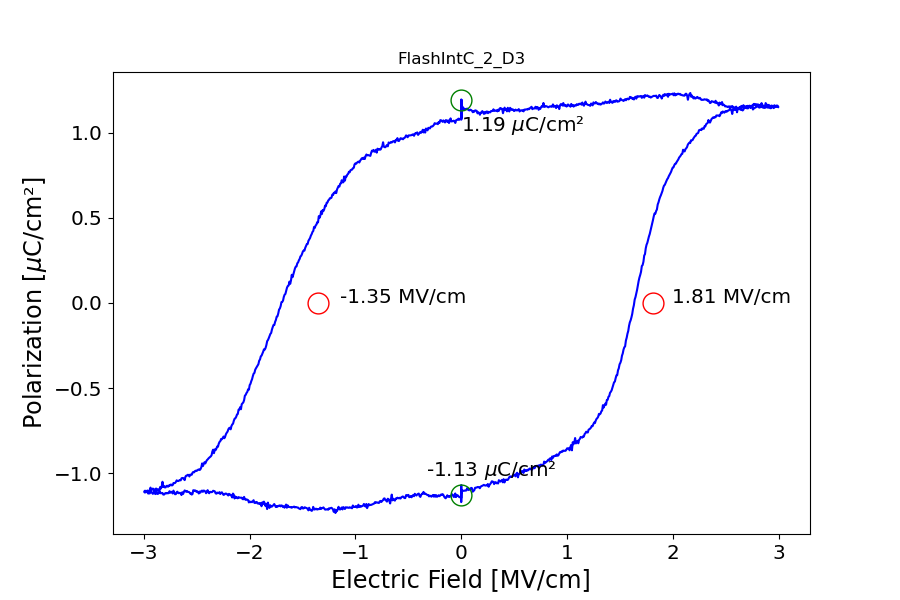 FlashIntC_2_D3
1.0
0.5
0.0
−0.5
−1.0
Polarization [μC/cm²]
1.19 μC/cm²
-1.35 MV/cm
1.81 MV/cm
-1.13 μC/cm²
−3
−2
−1
0
1
2
3
Electric Field [MV/cm]